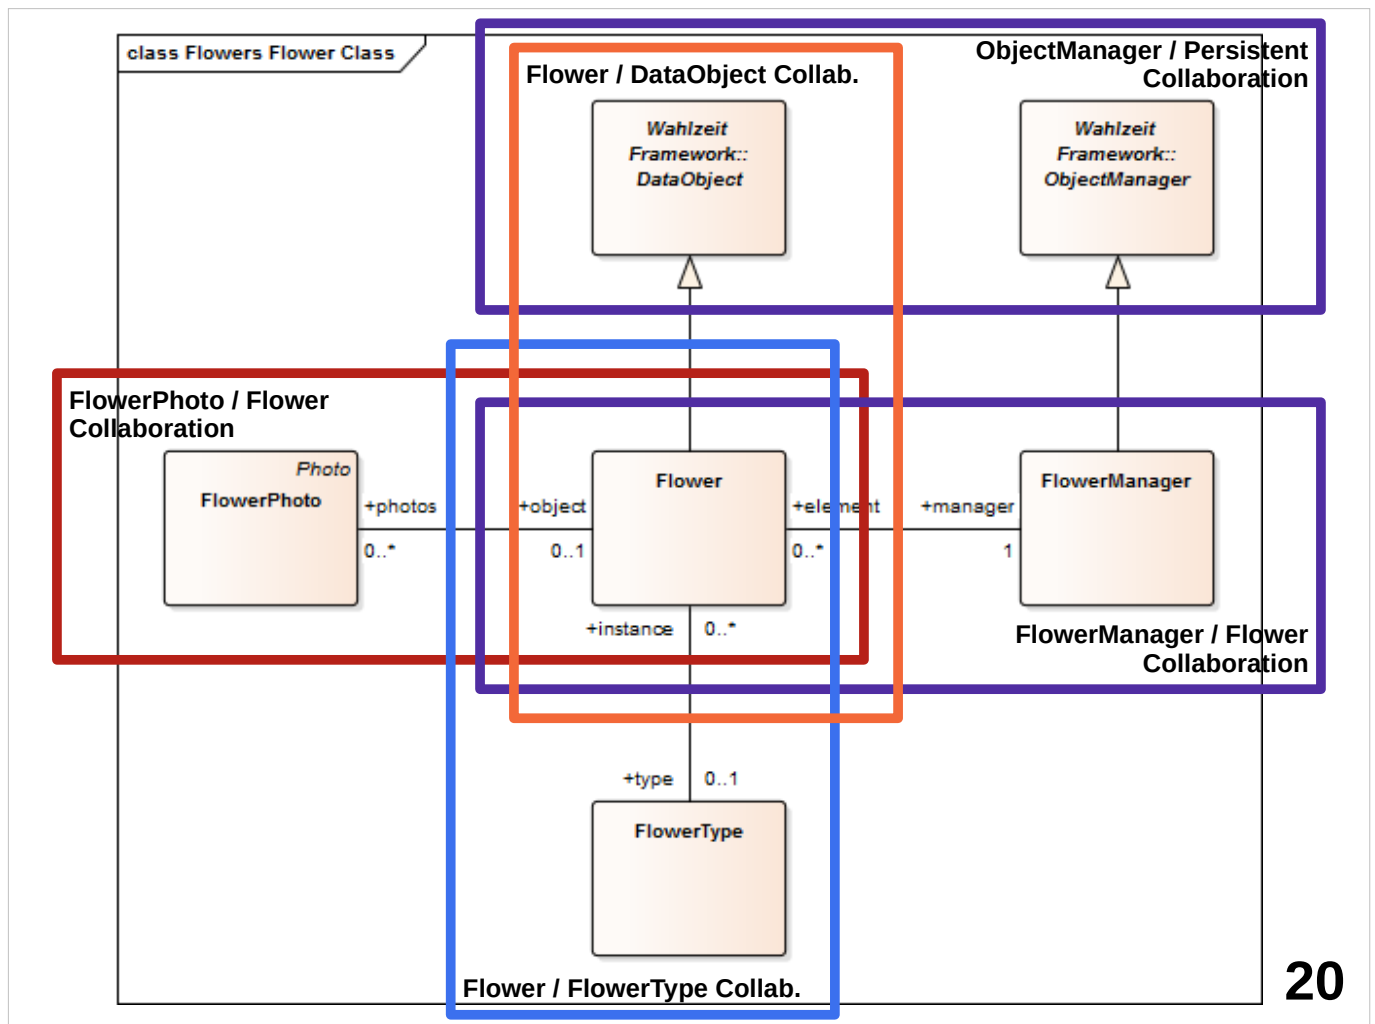 class Flowers Flower Class
ObjectManager / Persistent
Collaboration
Flower / DataObject Collab.
Wahlzeit
Framework::
DataObject
Wahlzeit
Framework::
ObjectManager
FlowerPhoto / Flower
Collaboration
Photo
FlowerPhoto
+photos
0..*
+object
0..1
Flower
+element
0..*
+manager
1
FlowerManager
+instance
0..*
FlowerManager / Flower
Collaboration
+type
0..1
FlowerType
Flower / FlowerType Collab.
20